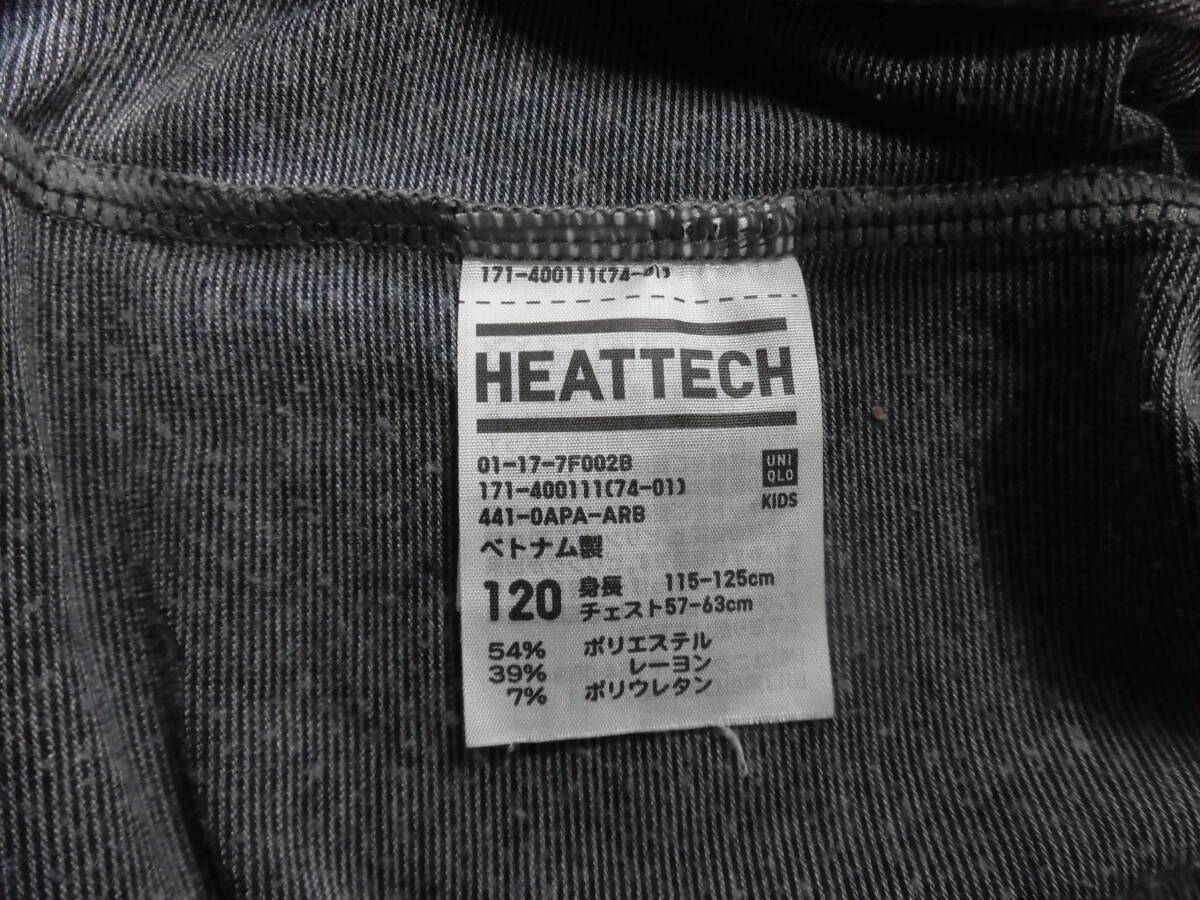 171-400111(74-01)
HEATTECH
01-17-7F002B
171-400111(74-01)
441-0APA-ARB
UNI
QLO
KIDS
ベトナム製
120 身長 115-125cm
チェスト57-63cm
54% ポリエステル
39% レーヨン
7% ポリウレタン